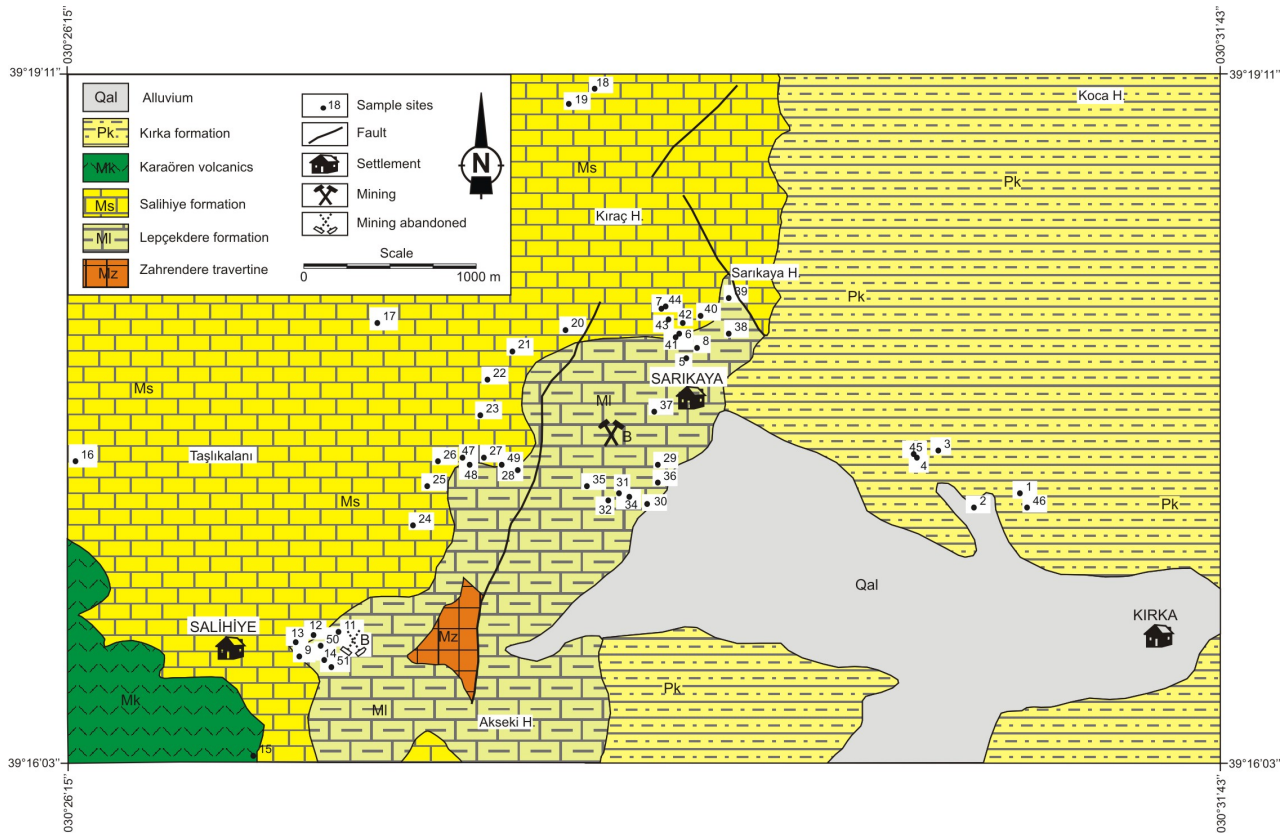 030°26'15''
030°31'43''
39°19'11''
39°19'11''
Qal Alluvium
Pk Kırka formation
Mk Karaören volcanics
Ms Salihiye formation
Ml Lepçekdere formation
Mz Zahrendere travertine
18 Sample sites
Fault
Settlement
Mining
Mining abandoned
Scale
0 1000 m
N
18
19
Koca H.
Ms
Pk
Kıraç H.
Sarıkaya H.
39
Pk
7 44
42 40
43
17
20
6
38
41
8
21
5
SARIKAYA
22
Ms
Ml
37
23
B
45 3
4
16
Taşlıkalanı
26 47 27 49
48 28
29
36
25
35 31
32 34 30
1
2 46
Pk
Ms
24
Qal
SALİHİYE
KIRKA
12 11
13
50 B
9 14
51
Mz
Mk
Ml
Akseki H.
Pk
15
39°16'03''
39°16'03''
030°26'15''
030°31'43''